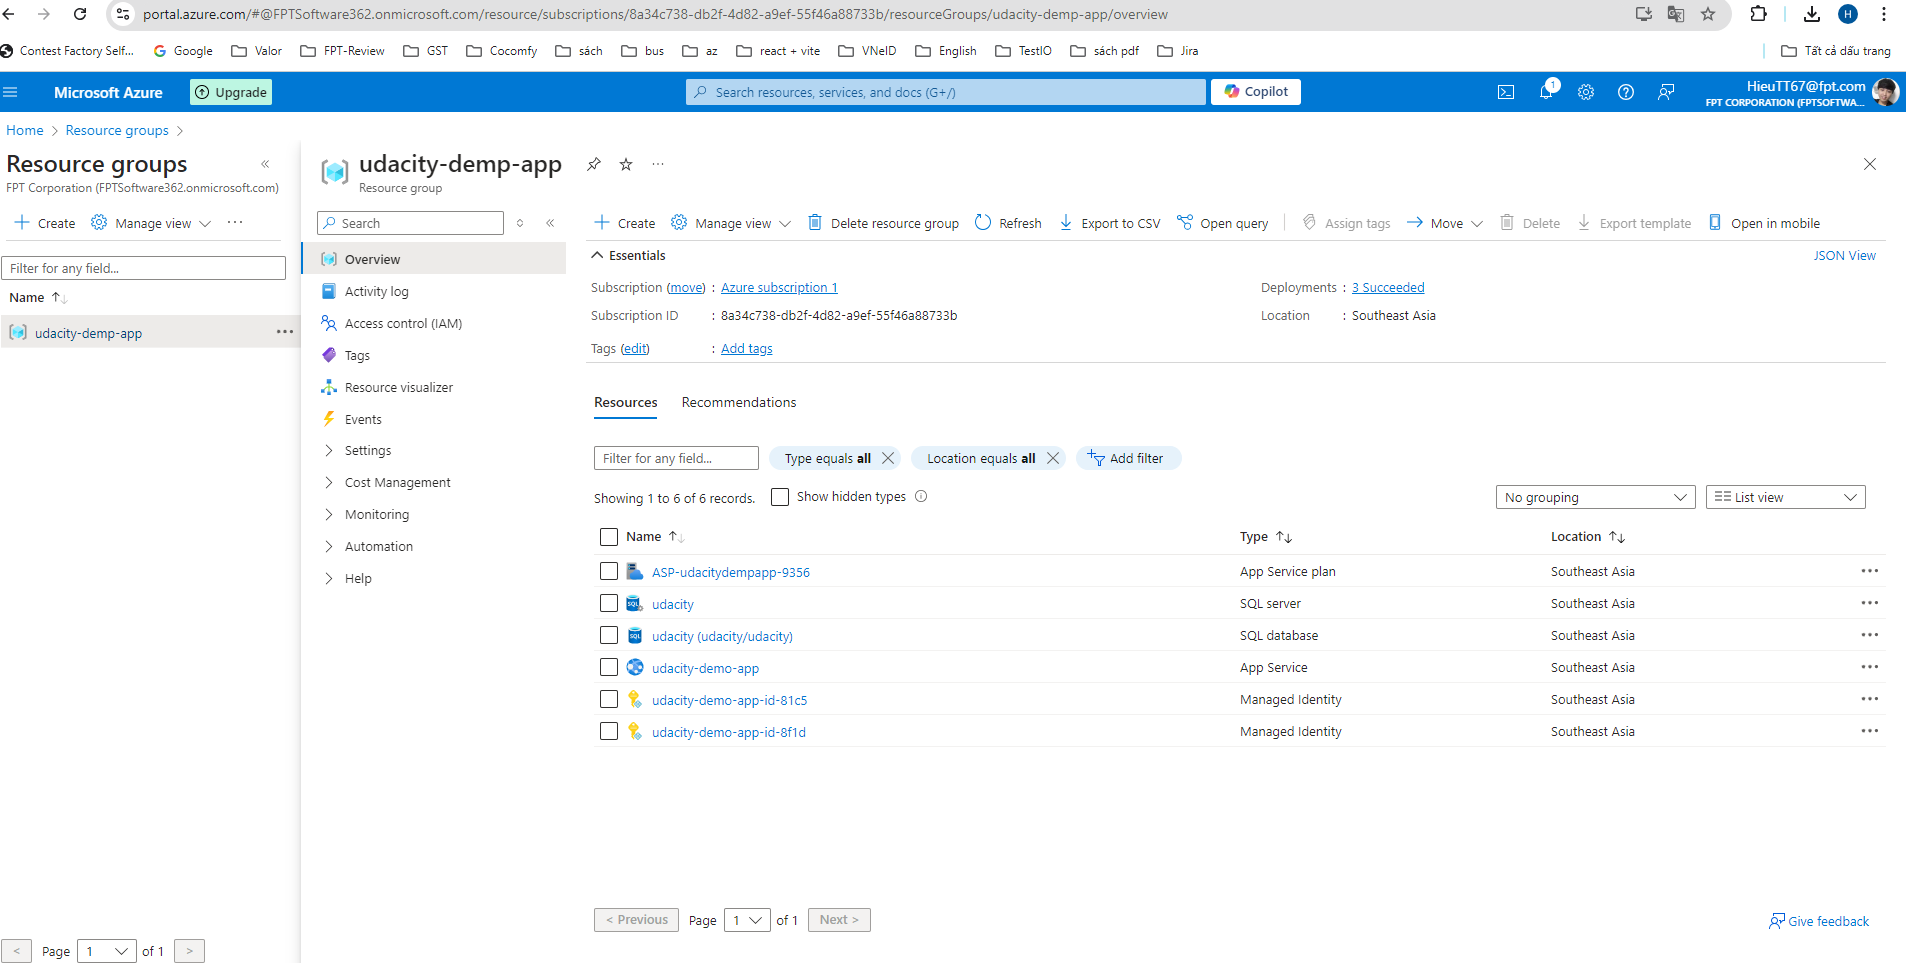 portal.azure.com/#@FPTSoftware362.onmicrosoft.com/resource/subscriptions/8a34c738-db2f-4d82-a9ef-55f46a88733b/resourceGroups/udacity-demp-app/overview
H
Contest Factory Self... Google Valor FPT-Review GST Cocomfy sách bus az react + vite VNeID English TestIO sách pdf Jira Tất cả dấu trang
Microsoft Azure Upgrade Search resources, services, and docs (G+/) Copilot 1 HieuTT67@fpt.com
FPT CORPORATION (FPTSOFTWA...
Home > Resource groups >
Resource groups
FPT Corporation (FPTSoftware362.onmicrosoft.com)
Create Manage view ...
Filter for any field...
Name
udacity-demp-app ...
< Page 1 of 1 >
udacity-demp-app ...
Resource group
Search
Overview
Activity log
Access control (IAM)
Tags
Resource visualizer
Events
Settings
Cost Management
Monitoring
Automation
Help
Create Manage view Delete resource group Refresh Export to CSV Open query Assign tags Move Delete Export template Open in mobile
Essentials JSON View
Subscription (move) : Azure subscription 1 Deployments : 3 Succeeded
Subscription ID : 8a34c738-db2f-4d82-a9ef-55f46a88733b Location : Southeast Asia
Tags (edit) : Add tags
Resources Recommendations
Filter for any field... Type equals all Location equals all Add filter
Showing 1 to 6 of 6 records. Show hidden types No grouping List view
Name Type Location
ASP-udacitydempapp-9356 App Service plan Southeast Asia ...
udacity SQL server Southeast Asia ...
udacity (udacity/udacity) SQL database Southeast Asia ...
udacity-demo-app App Service Southeast Asia ...
udacity-demo-app-id-81c5 Managed Identity Southeast Asia ...
udacity-demo-app-id-8f1d Managed Identity Southeast Asia ...
< Previous Page 1 of 1 Next > Give feedback